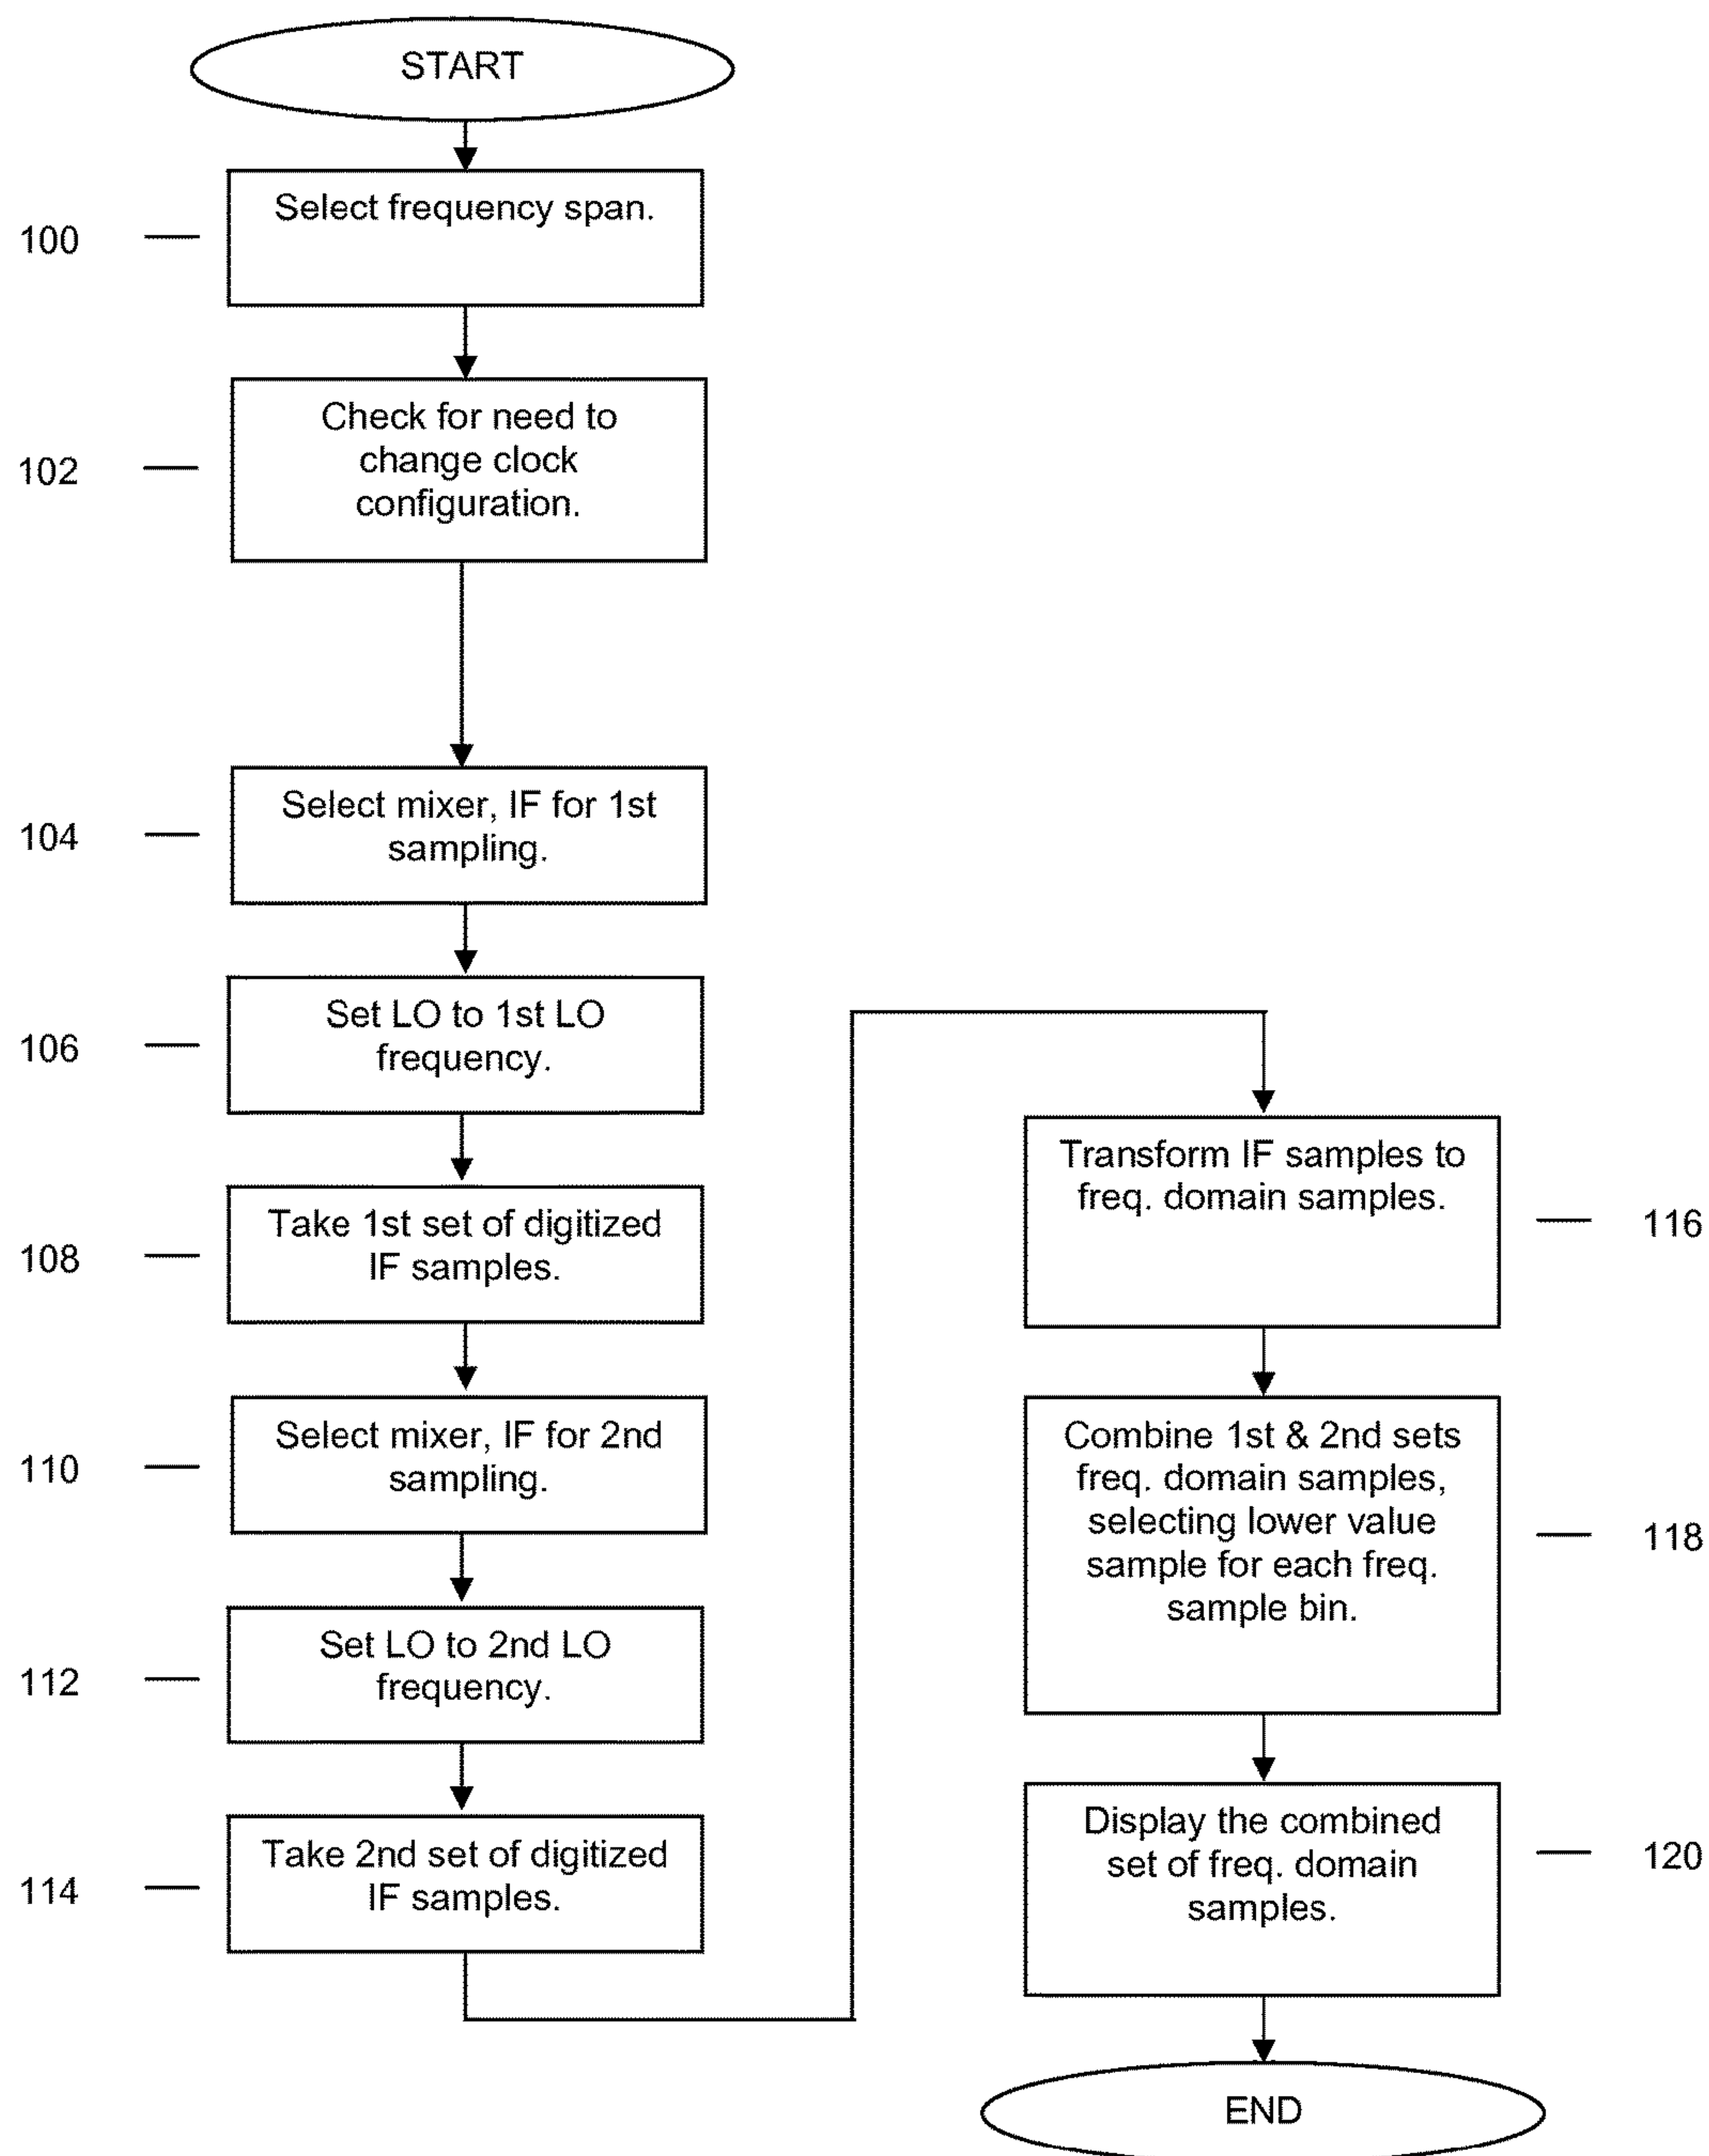 START
Select frequency span.
100
Check for need to
change clock
configuration.
102
Select mixer, IF for 1st
sampling.
104
Set LO to 1st LO
frequency.
106
Take 1st set of digitized
IF samples.
108
Select mixer, IF for 2nd
sampling.
110
Set LO to 2nd LO
frequency.
112
Take 2nd set of digitized
IF samples.
114
Transform IF samples to
freq. domain samples.
116
Combine 1st & 2nd sets
freq. domain samples,
selecting lower value
sample for each freq.
sample bin.
118
Display the combined
set of freq. domain
samples.
120
END